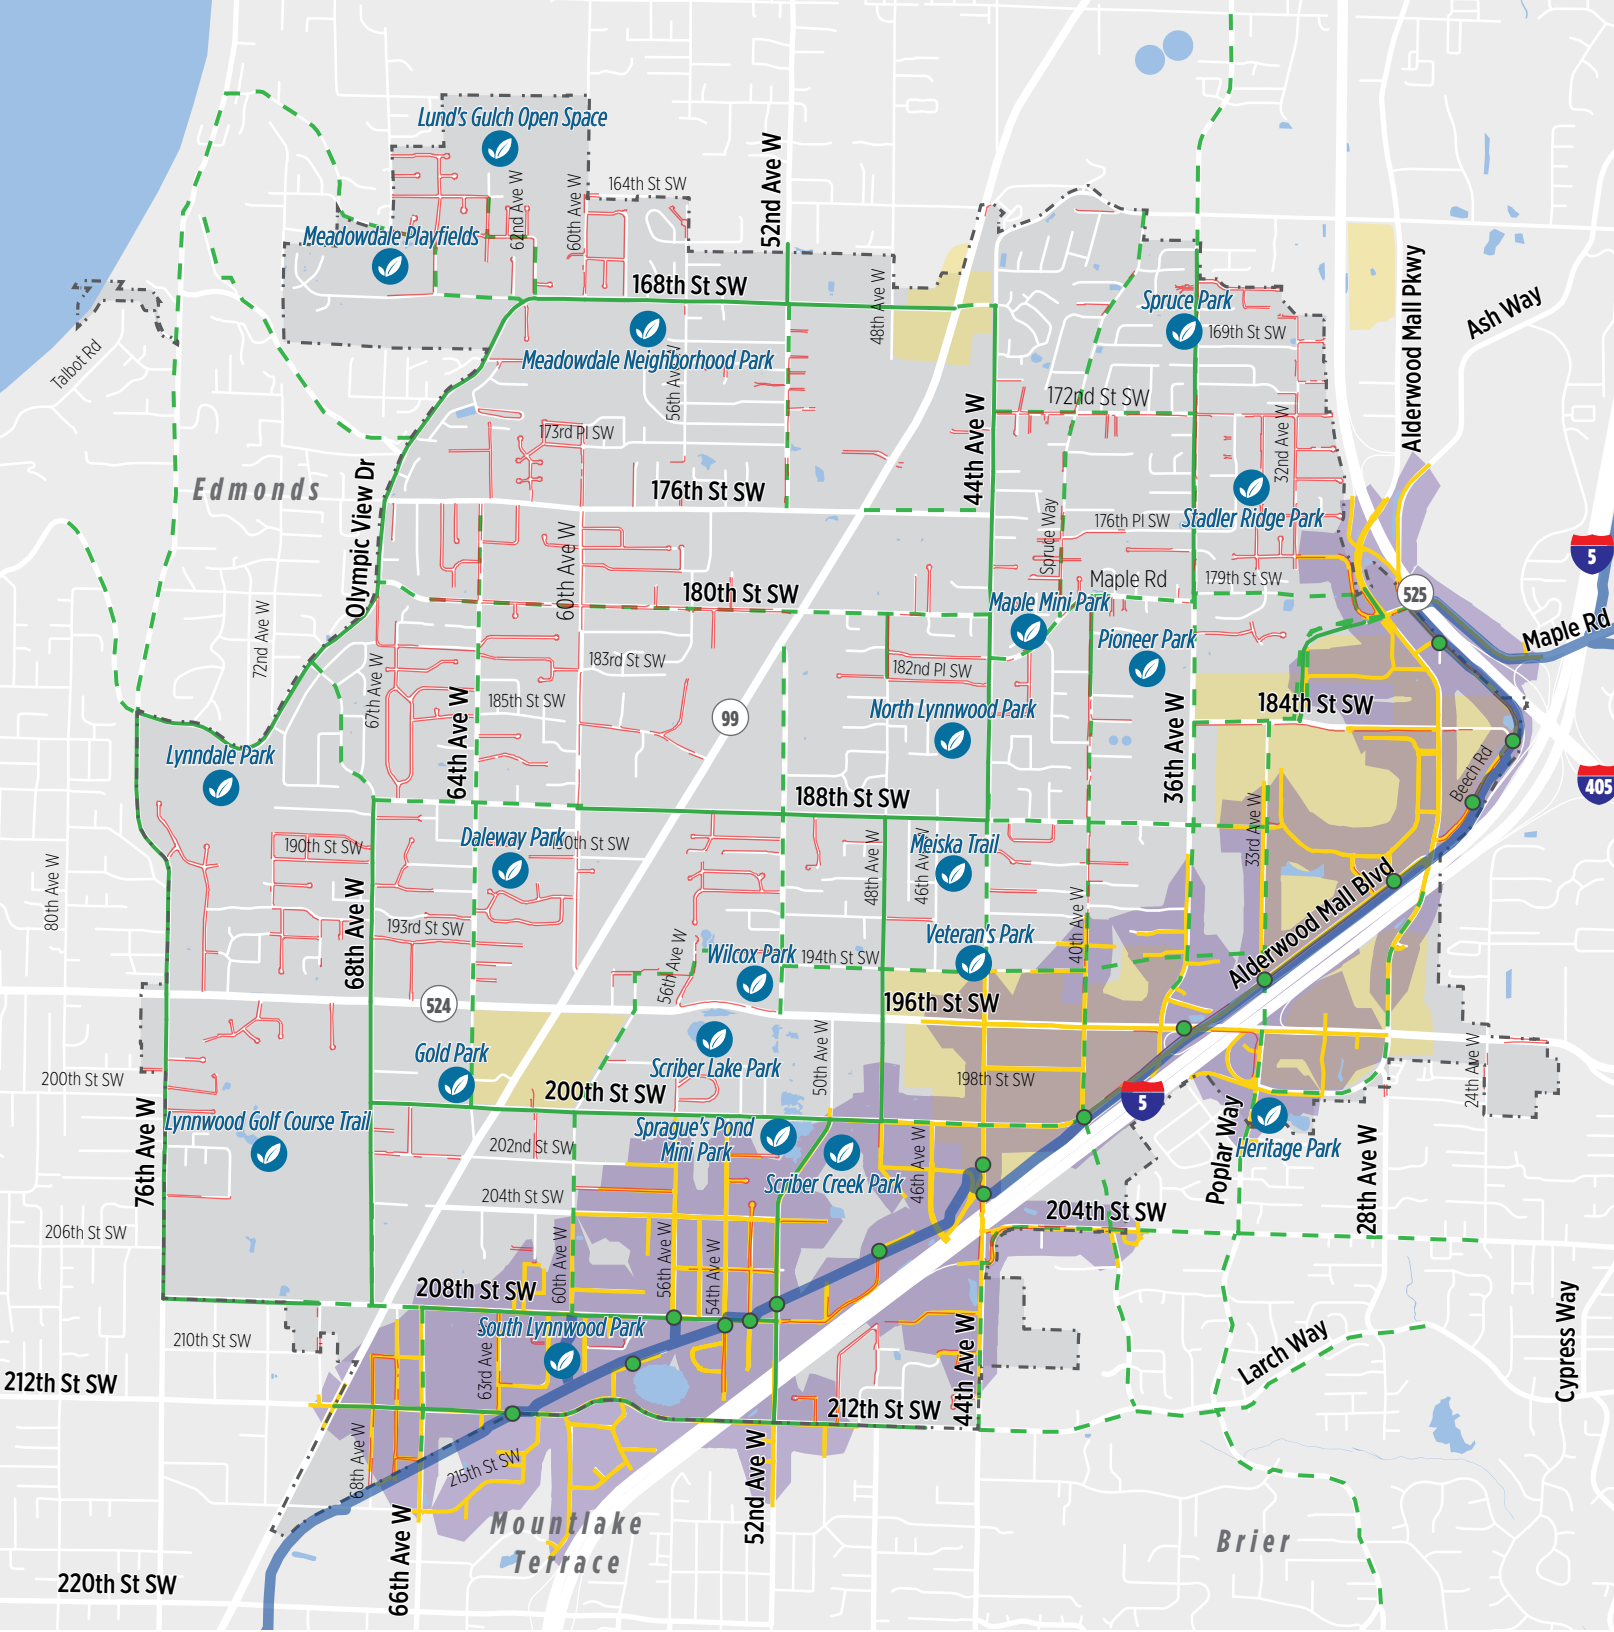 Lund's Gulch Open Space
52nd Ave W
164th St SW
62nd Ave W
60th Ave W
Meadowdale Playfields
168th St SW
48th Ave W
Spruce Park
169th St SW
Alderwood Mall Pkwy
Ash Way
Talbot Rd
Meadowdale Neighborhood Park
56th Ave W
172nd St SW
44th Ave W
173rd Pl SW
32nd Ave W
Edmonds
Olympic View Dr
176th St SW
Spruce Way
176th Pl SW
Stadler Ridge Park
5
60th Ave W
180th St SW
Maple Rd
179th St SW
525
Maple Mini Park
Maple Rd
72nd Ave W
67th Ave W
183rd St SW
182nd Pl SW
Pioneer Park
64th Ave W
185th St SW
99
North Lynnwood Park
36th Ave W
184th St SW
Lynndale Park
Beech Rd
405
188th St SW
Daleway Park
190th St SW
190th St SW
48th Ave W
46th Ave W
Meiska Trail
33rd Ave W
80th Ave W
68th Ave W
193rd St SW
56th Ave W
Wilcox Park
194th St SW
Veteran's Park
40th Ave W
Alderwood Mall Blvd
524
196th St SW
Gold Park
Scriber Lake Park
50th Ave W
198th St SW
24th Ave W
200th St SW
200th St SW
5
76th Ave W
Lynnwood Golf Course Trail
202nd St SW
Sprague's Pond
Mini Park
Scriber Creek Park
46th Ave W
Poplar Way
Heritage Park
28th Ave W
204th St SW
204th St SW
206th St SW
60th Ave W
56th Ave W
54th Ave W
208th St SW
210th St SW
South Lynnwood Park
63rd Ave W
44th Ave W
Larch Way
Cypress Way
212th St SW
212th St SW
68th Ave W
215th St SW
52nd Ave W
66th Ave W
Mountlake
Terrace
Brier
220th St SW